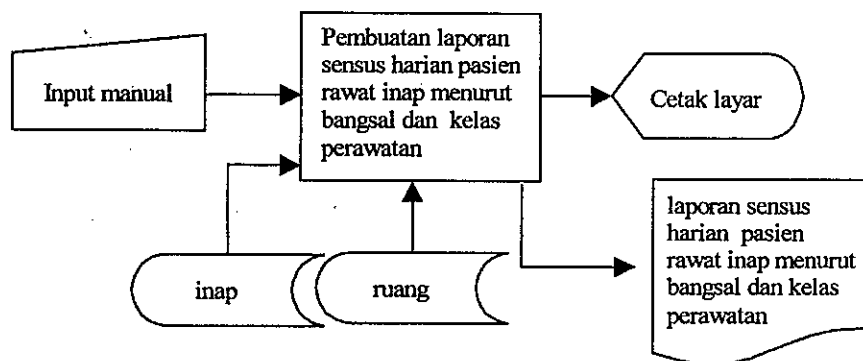 Input manual
Pembuatan laporan
sensus harian pasien
rawat inap menurut
bangsal dan kelas
perawatan
Cetak layar
inap
ruang
laporan sensus
harian pasien
rawat inap menurut
bangsal dan kelas
perawatan